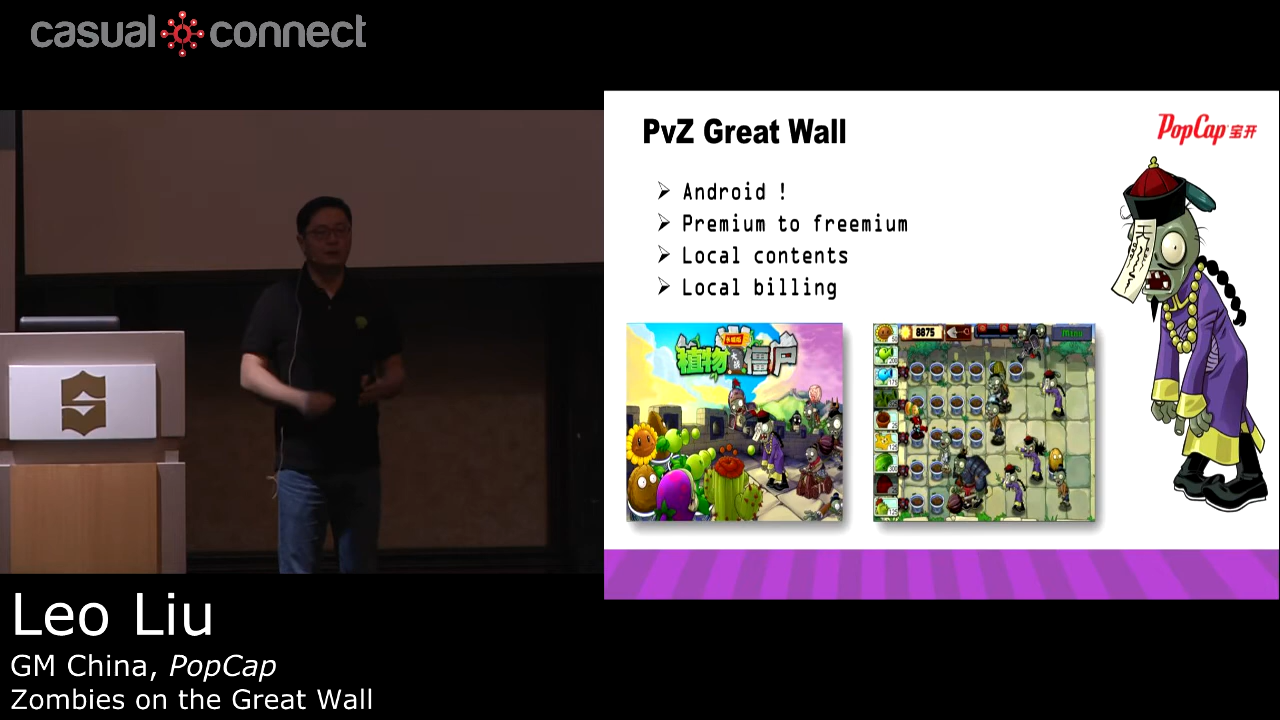 casual connect
PvZ Great Wall
PopCap 宝开
Android !
Premium to freemium
Local contents
Local billing
植物大战僵尸
8875
Menu
Leo Liu
GM China, PopCap
Zombies on the Great Wall